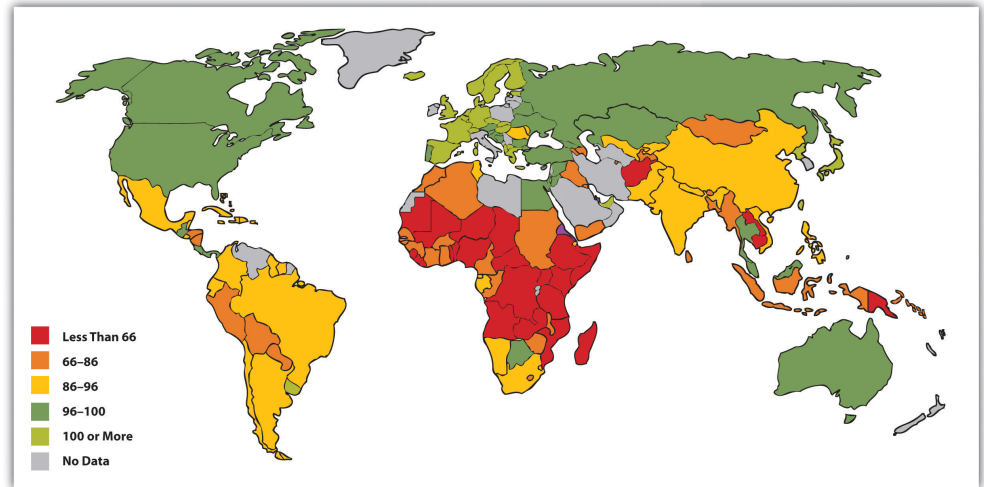 Less Than 66
66–86
86–96
96–100
100 or More
No Data